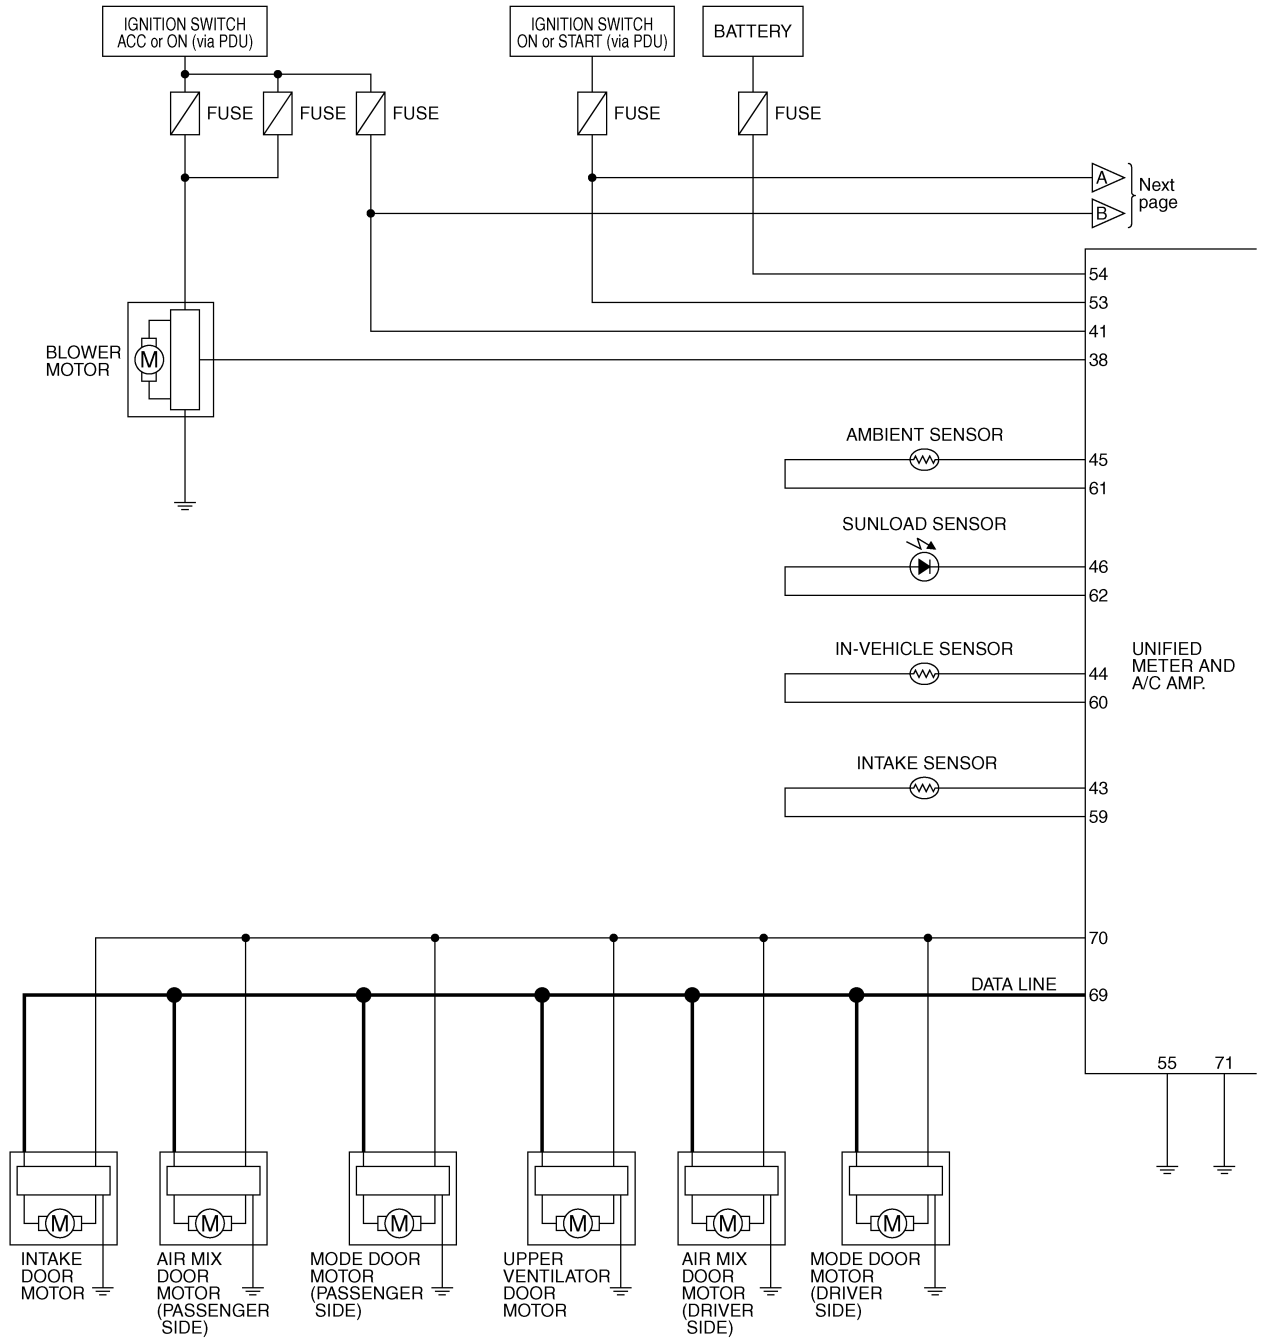 IGNITION SWITCH
ACC or ON (via PDU)
IGNITION SWITCH
ON or START (via PDU)
BATTERY
FUSE
FUSE
FUSE
FUSE
FUSE
A
B
Next
page
54
53
41
38
BLOWER
MOTOR
M
AMBIENT SENSOR
45
61
SUNLOAD SENSOR
46
62
IN-VEHICLE SENSOR
44
60
UNIFIED
METER AND
A/C AMP.
INTAKE SENSOR
43
59
70
DATA LINE
69
55
71
M
M
M
M
M
M
INTAKE
DOOR
MOTOR
AIR MIX
DOOR
MOTOR
(PASSENGER
SIDE)
MODE DOOR
MOTOR
(PASSENGER
SIDE)
UPPER
VENTILATOR
DOOR
MOTOR
AIR MIX
DOOR
MOTOR
(DRIVER
SIDE)
MODE DOOR
MOTOR
(DRIVER
SIDE)